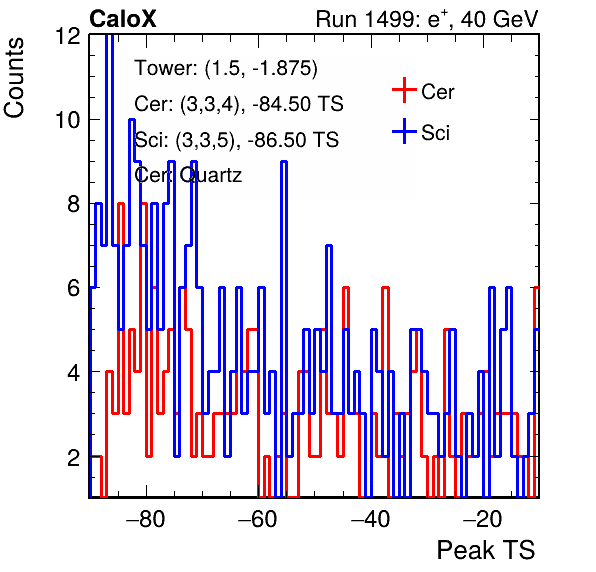 CaloX Run 1499: e⁺, 40 GeV
Counts
12
10
8
6
4
2
Tower: (1.5, -1.875)
Cer: (3,3,4), -84.50 TS
Sci: (3,3,5), -86.50 TS
Cer: Quartz
Cer
Sci
−80 −60 −40 −20
Peak TS